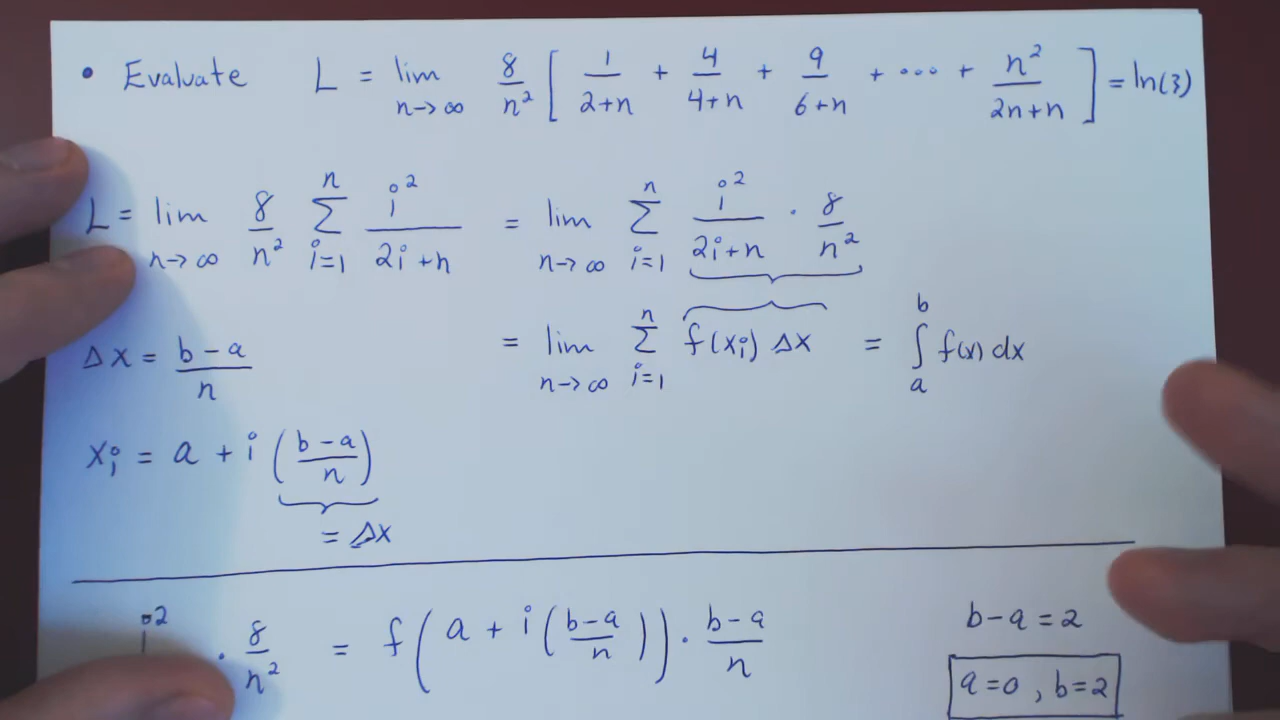 • Evaluate L = lim n→∞ 8/n² [ 1/(2+n) + 4/(4+n) + 9/(6+n) + ··· + n²/(2n+n) ] = ln(3)
L = lim n→∞ 8/n² Σ i=1 n i²/(2i+n) = lim n→∞ Σ i=1 n i²/(2i+n) · 8/n²
Δx = (b-a)/n = lim n→∞ Σ i=1 n f(xᵢ) Δx = ∫ a b f(x) dx
xᵢ = a + i ((b-a)/n)
= Δx
· 8/n² = f(a + i((b-a)/n)) · (b-a)/n b-a = 2
a = 0, b = 2